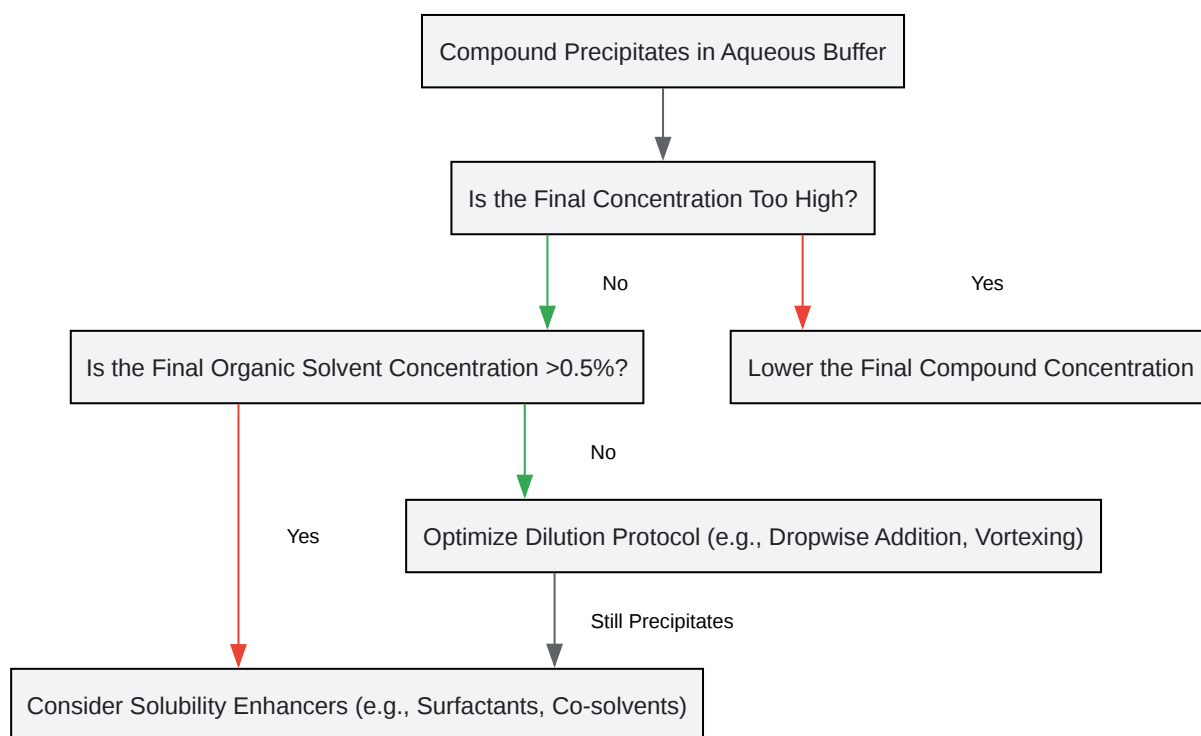 Compound Precipitates in Aqueous Buffer
Is the Final Concentration Too High?
No
Yes
Is the Final Organic Solvent Concentration >0.5%?
Lower the Final Compound Concentration
No
Optimize Dilution Protocol (e.g., Dropwise Addition, Vortexing)
Yes
Still Precipitates
Consider Solubility Enhancers (e.g., Surfactants, Co-solvents)